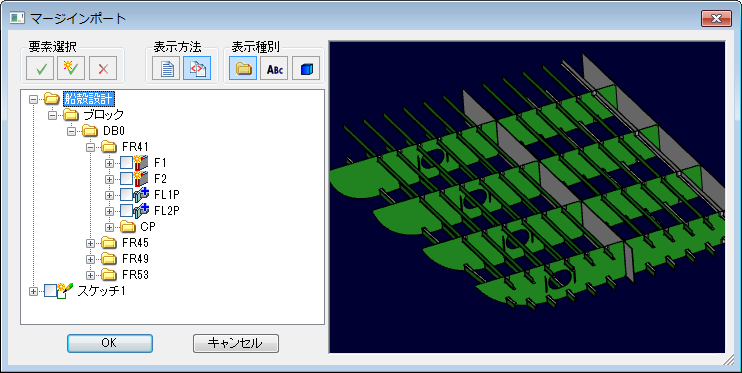 マージインポート
要素選択
表示方法
表示種別
ABC
船殻設計
ブロック
DB0
FR41
F1
F2
FL1P
FL2P
CP
FR45
FR49
FR53
スケッチ1
OK
キャンセル